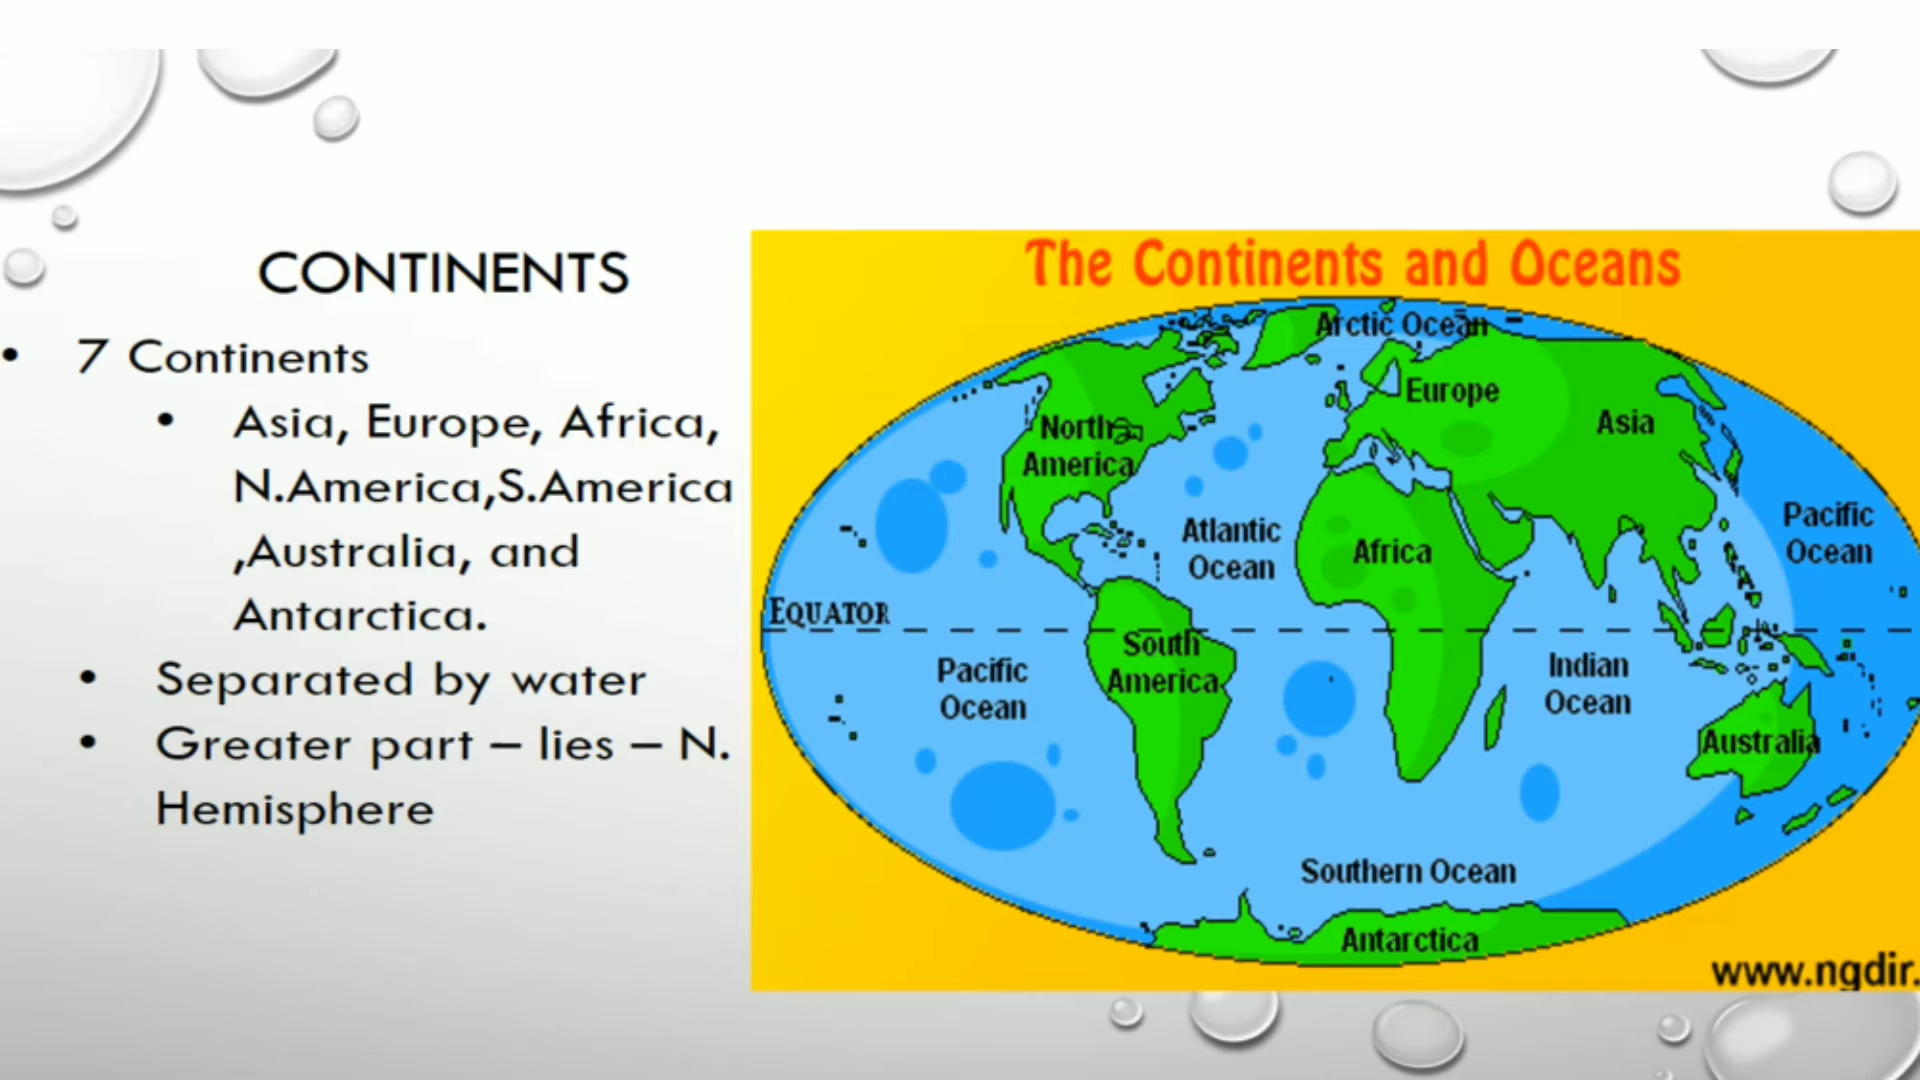 CONTINENTS
• 7 Continents
• Asia, Europe, Africa,
N.America,S.America
,Australia, and
Antarctica.
• Separated by water
• Greater part – lies – N.
Hemisphere
The Continents and Oceans
Arctic Ocean
Europe
Asia
North
America
Atlantic
Ocean
Africa
Pacific
Ocean
EQUATOR
South
America
Pacific
Ocean
Indian
Ocean
Australia
Southern Ocean
Antarctica
www.ngdir.